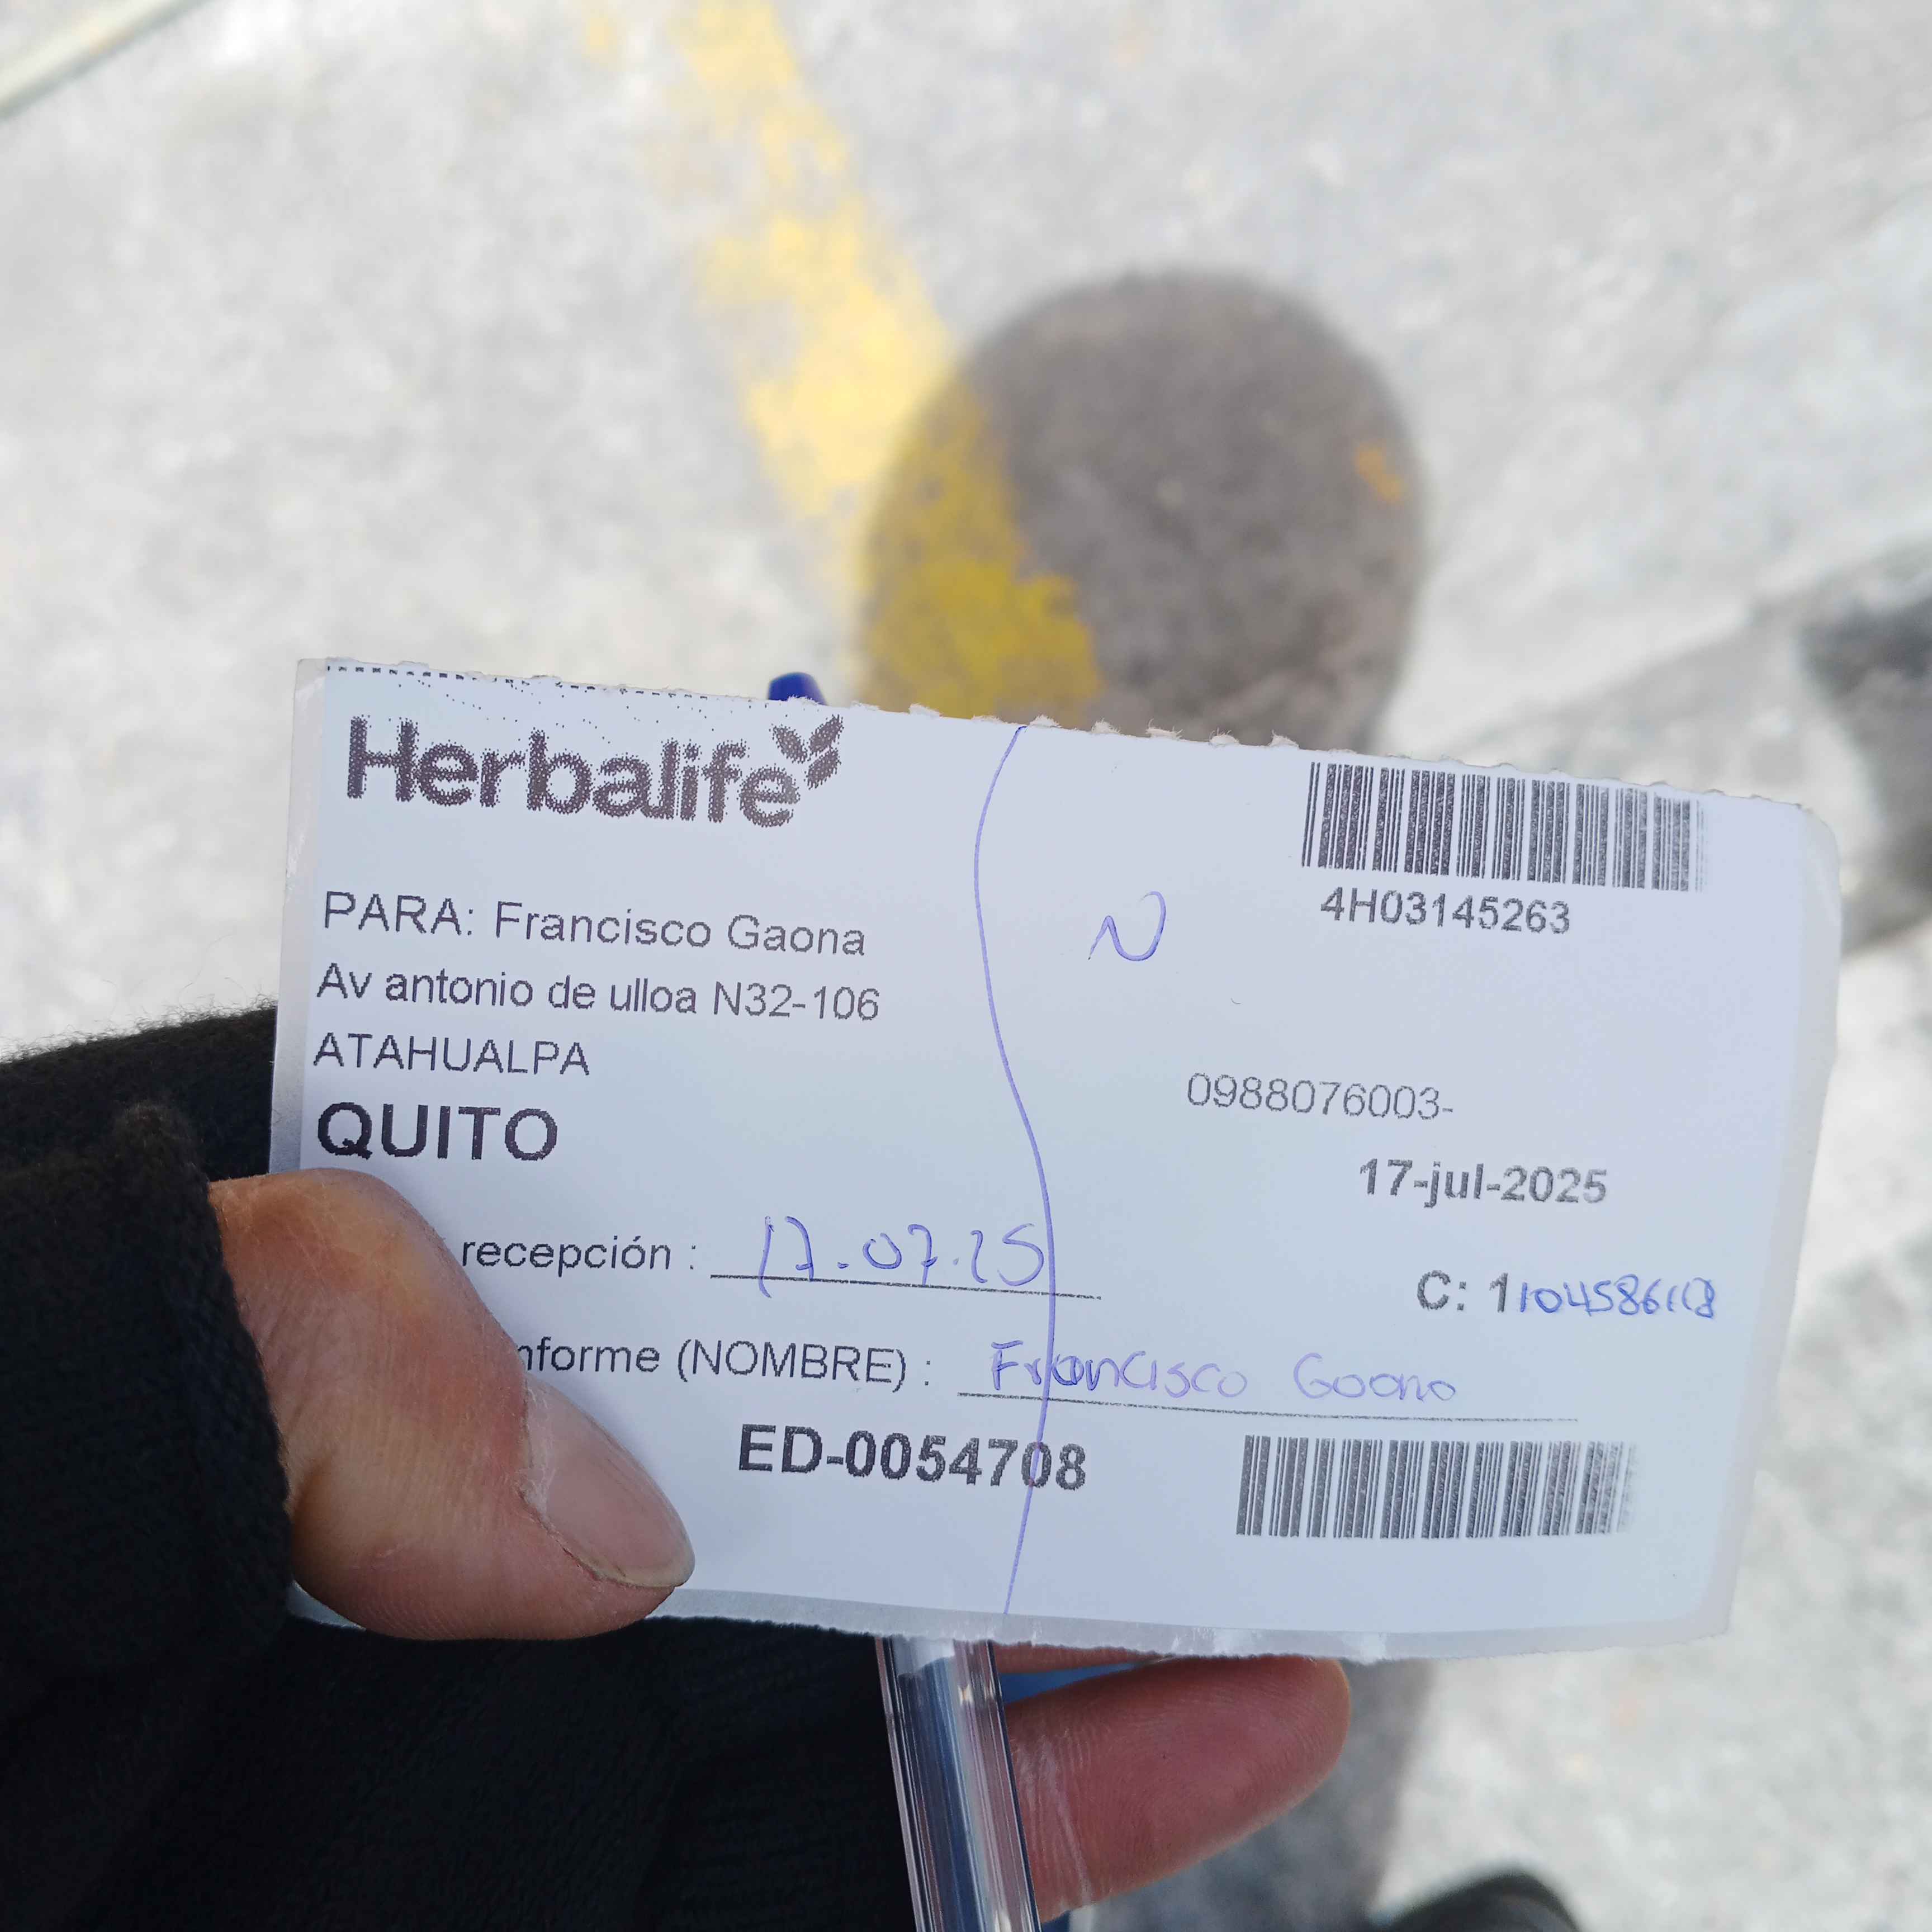 Herbalife
4H03145263
N
PARA: Francisco Gaona
Av antonio de ulloa N32-106
ATAHUALPA
0988076003-
QUITO
17-jul-2025
recepción : 17.07.25
C: 1
nforme (NOMBRE) : Francisco Gaona
ED-0054708